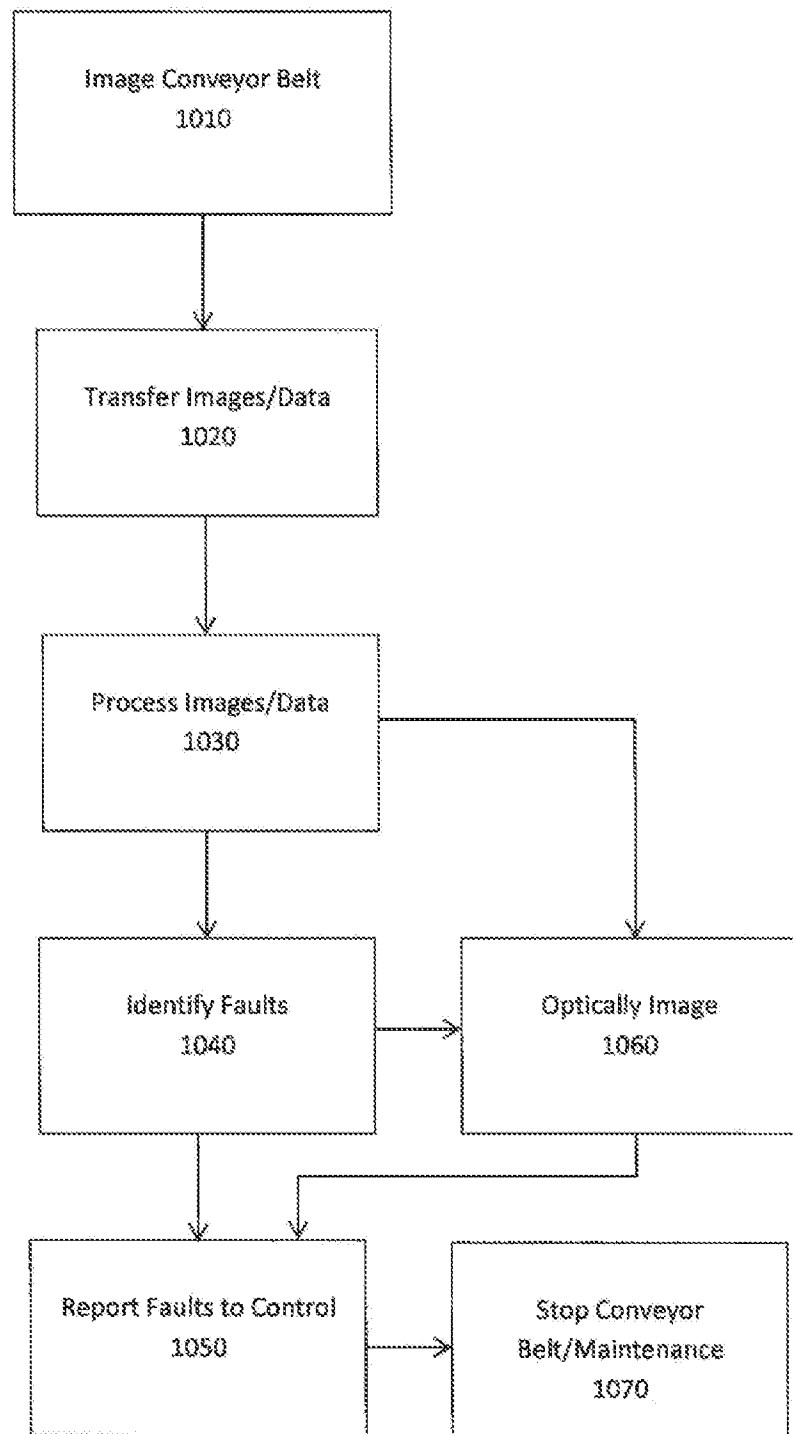 Image Conveyor Belt
1010
Transfer Images/Data
1020
Process Images/Data
1030
Identify Faults
1040
Optically Image
1060
Report Faults to Control
1050
Stop Conveyor
Belt/Maintenance
1070